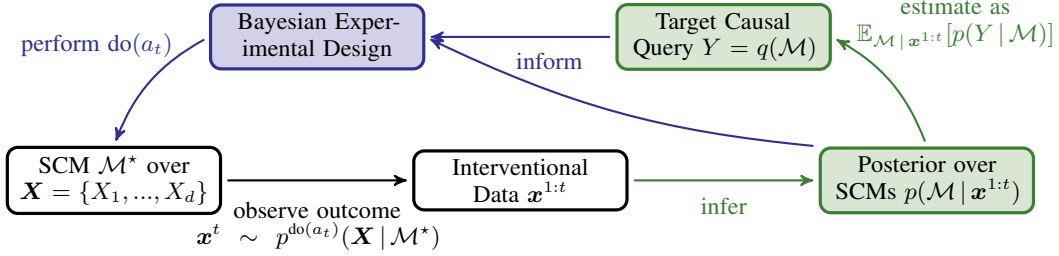 perform do(a_t)
Bayesian Exper-
imental Design
inform
Target Causal
Query Y = q(ℳ)
estimate as
𝔼_{ℳ | 𝒙^{1:t}}[p(Y | ℳ)]
SCM ℳ* over
𝑿 = {X_1, ..., X_d}
observe outcome
𝒙^t ∼ p^{do(a_t)}(𝑿 | ℳ*)
Interventional
Data 𝒙^{1:t}
infer
Posterior over
SCMs p(ℳ | 𝒙^{1:t})